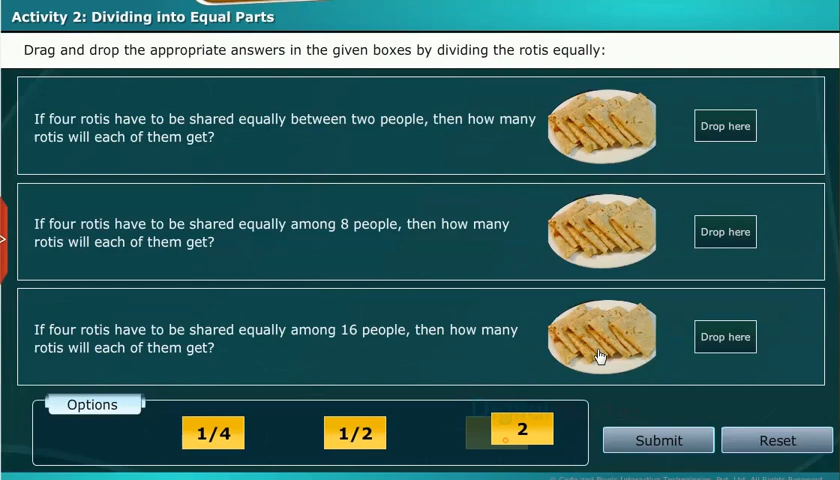 Activity 2: Dividing into Equal Parts
Drag and drop the appropriate answers in the given boxes by dividing the rotis equally:
If four rotis have to be shared equally between two people, then how many
rotis will each of them get?
Drop here
If four rotis have to be shared equally among 8 people, then how many
rotis will each of them get?
Drop here
If four rotis have to be shared equally among 16 people, then how many
rotis will each of them get?
Drop here
Options
1/4
1/2
2
Submit
Reset